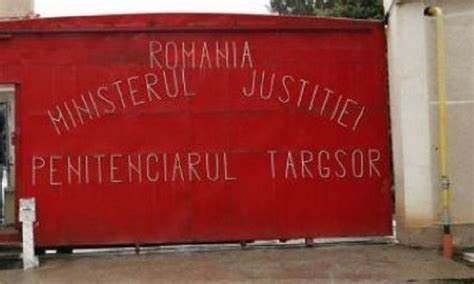 ROMANIA
MINISTERUL JUSTITIEI
PENITENCIARUL TARGSOR